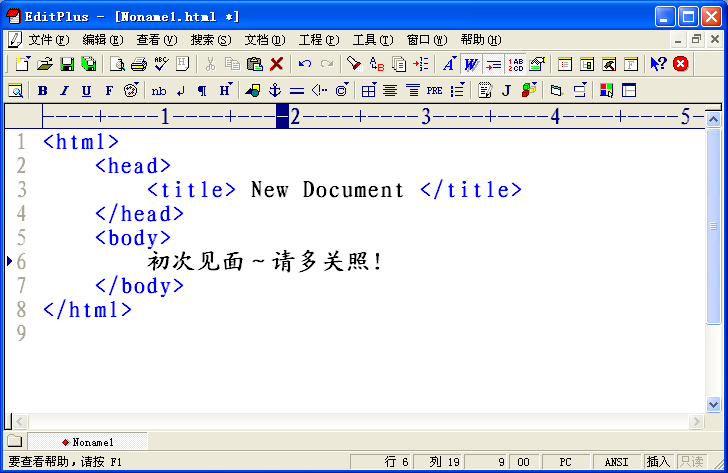 EditPlus - [Noname1.html *]
文件(F) 编辑(E) 查看(V) 搜索(S) 文档(D) 工程(P) 工具(T) 窗口(W) 帮助(H)
B I U F nb ¶ H PRE J
----+----1----+----2----+----3----+----4----+----5-
1 <html>
2 <head>
3 <title> New Document </title>
4 </head>
5 <body>
6 初次见面～请多关照!
7 </body>
8 </html>
9
Noname1
要查看帮助,请按 F1 行 6 列 19 9 00 PC ANSI 插入 只读